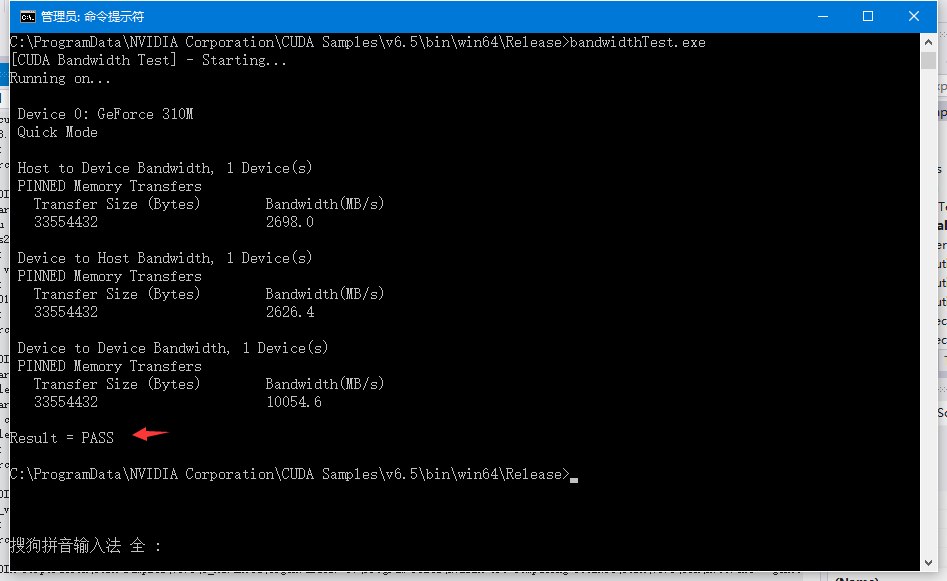 管理员: 命令提示符
C:\ProgramData\NVIDIA Corporation\CUDA Samples\v6.5\bin\win64\Release>bandwidthTest.exe
[CUDA Bandwidth Test] - Starting...
Running on...
Device 0: GeForce 310M
Quick Mode
Host to Device Bandwidth, 1 Device(s)
PINNED Memory Transfers
Transfer Size (Bytes) Bandwidth(MB/s)
33554432 2698.0
Device to Host Bandwidth, 1 Device(s)
PINNED Memory Transfers
Transfer Size (Bytes) Bandwidth(MB/s)
33554432 2626.4
Device to Device Bandwidth, 1 Device(s)
PINNED Memory Transfers
Transfer Size (Bytes) Bandwidth(MB/s)
33554432 10054.6
Result = PASS
C:\ProgramData\NVIDIA Corporation\CUDA Samples\v6.5\bin\win64\Release>
搜狗拼音输入法 全 :